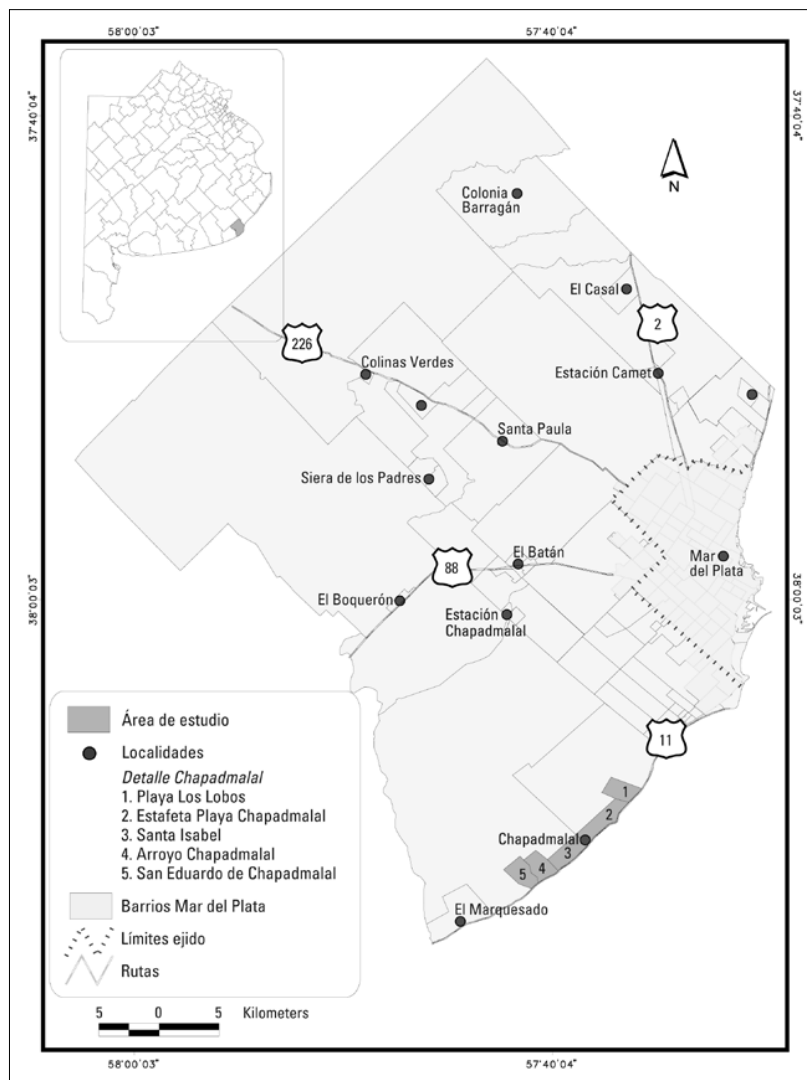 58°00'03" 57°40'04"
37°40'04" 37°40'04"
N
Colonia
Barragán
El Casal
2
226
Colinas Verdes
Estación Camet
Santa Paula
Siera de los Padres
El Batán
88
Mar
del Plata
El Boquerón
Estación
Chapadmalal
38°00'03" 38°00'03"
11
1
2
Chapadmalal
3
4
5
El Marquesado
Área de estudio
Localidades
Detalle Chapadmalal
1. Playa Los Lobos
2. Estafeta Playa Chapadmalal
3. Santa Isabel
4. Arroyo Chapadmalal
5. San Eduardo de Chapadmalal
Barrios Mar del Plata
Límites ejido
Rutas
5 0 5 Kilometers
58°00'03" 57°40'04"